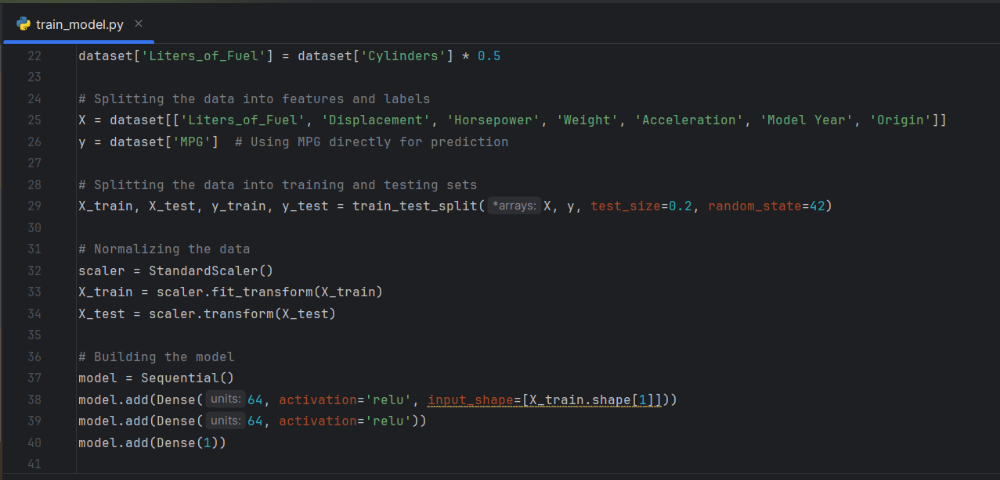 train_model.py
22 dataset['Liters_of_Fuel'] = dataset['Cylinders'] * 0.5
23
24 # Splitting the data into features and labels
25 X = dataset[['Liters_of_Fuel', 'Displacement', 'Horsepower', 'Weight', 'Acceleration', 'Model Year', 'Origin']]
26 y = dataset['MPG']  # Using MPG directly for prediction
27
28 # Splitting the data into training and testing sets
29 X_train, X_test, y_train, y_test = train_test_split( *arrays: X, y, test_size=0.2, random_state=42)
30
31 # Normalizing the data
32 scaler = StandardScaler()
33 X_train = scaler.fit_transform(X_train)
34 X_test = scaler.transform(X_test)
35
36 # Building the model
37 model = Sequential()
38 model.add(Dense( units: 64, activation='relu', input_shape=[X_train.shape[1]]))
39 model.add(Dense( units: 64, activation='relu'))
40 model.add(Dense(1))
41